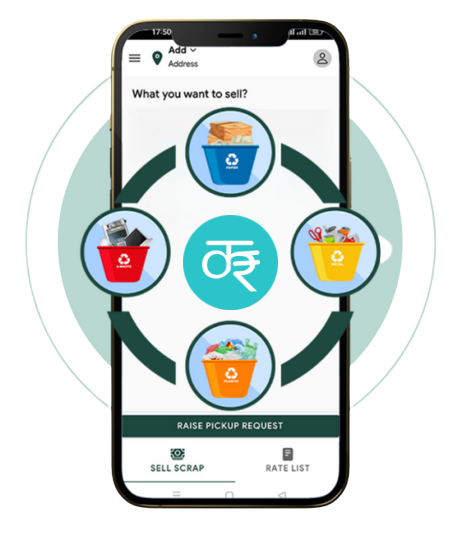 17:50
Add
Address
What you want to sell?
PAPER
E-WASTE
METAL
PLASTIC
RAISE PICKUP REQUEST
SELL SCRAP
RATE LIST